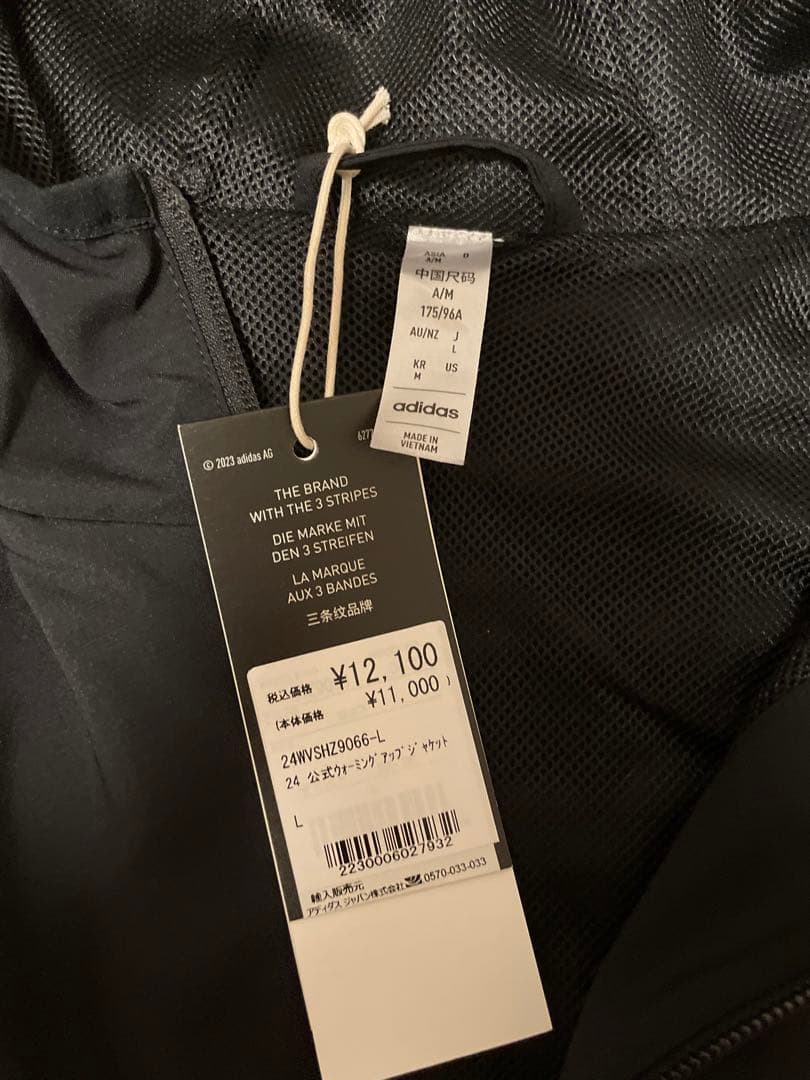 ASIA
A/M
中国尺码
A/M
175/96A
AU/NZ J
L
KR US
M
adidas
MADE IN
VIETNAM
© 2023 adidas AG
THE BRAND
WITH THE 3 STRIPES
DIE MARKE MIT
DEN 3 STREIFEN
LA MARQUE
AUX 3 BANDES
三条纹品牌
税込価格 ¥12,100
(本体価格 ¥11,000)
24WVSHZ9066-L
24 公式ｳｫｰﾐﾝｸﾞｱｯﾌﾟｼﾞｬｹｯﾄ
L
2230006027932
輸入販売元
アディダス ジャパン株式会社 0570-033-033